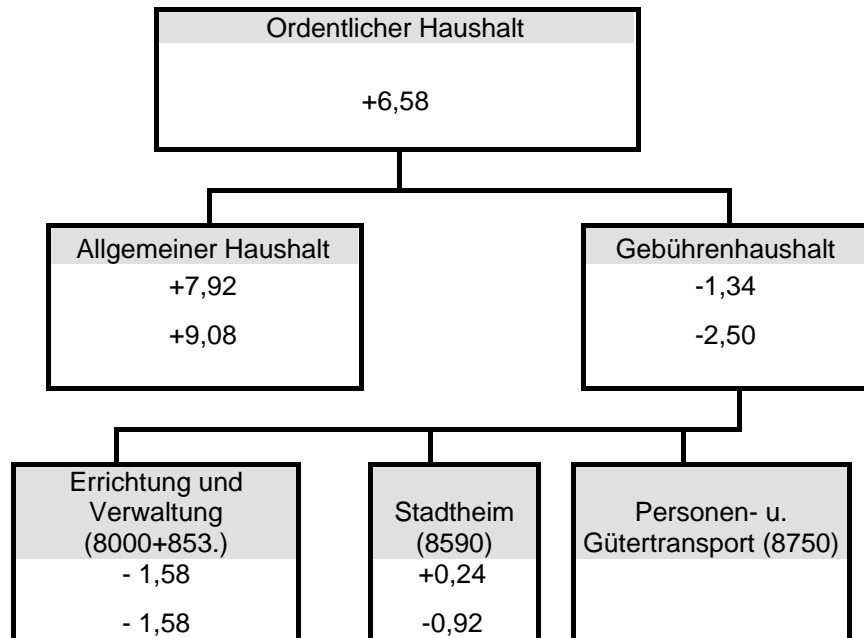 Ordentlicher Haushalt
+6,58
Allgemeiner Haushalt
+7,92
+9,08
Gebührenhaushalt
-1,34
-2,50
Errichtung und
Verwaltung
(8000+853.)
- 1,58
- 1,58
Stadtheim
(8590)
+0,24
-0,92
Personen- u.
Gütertransport (8750)